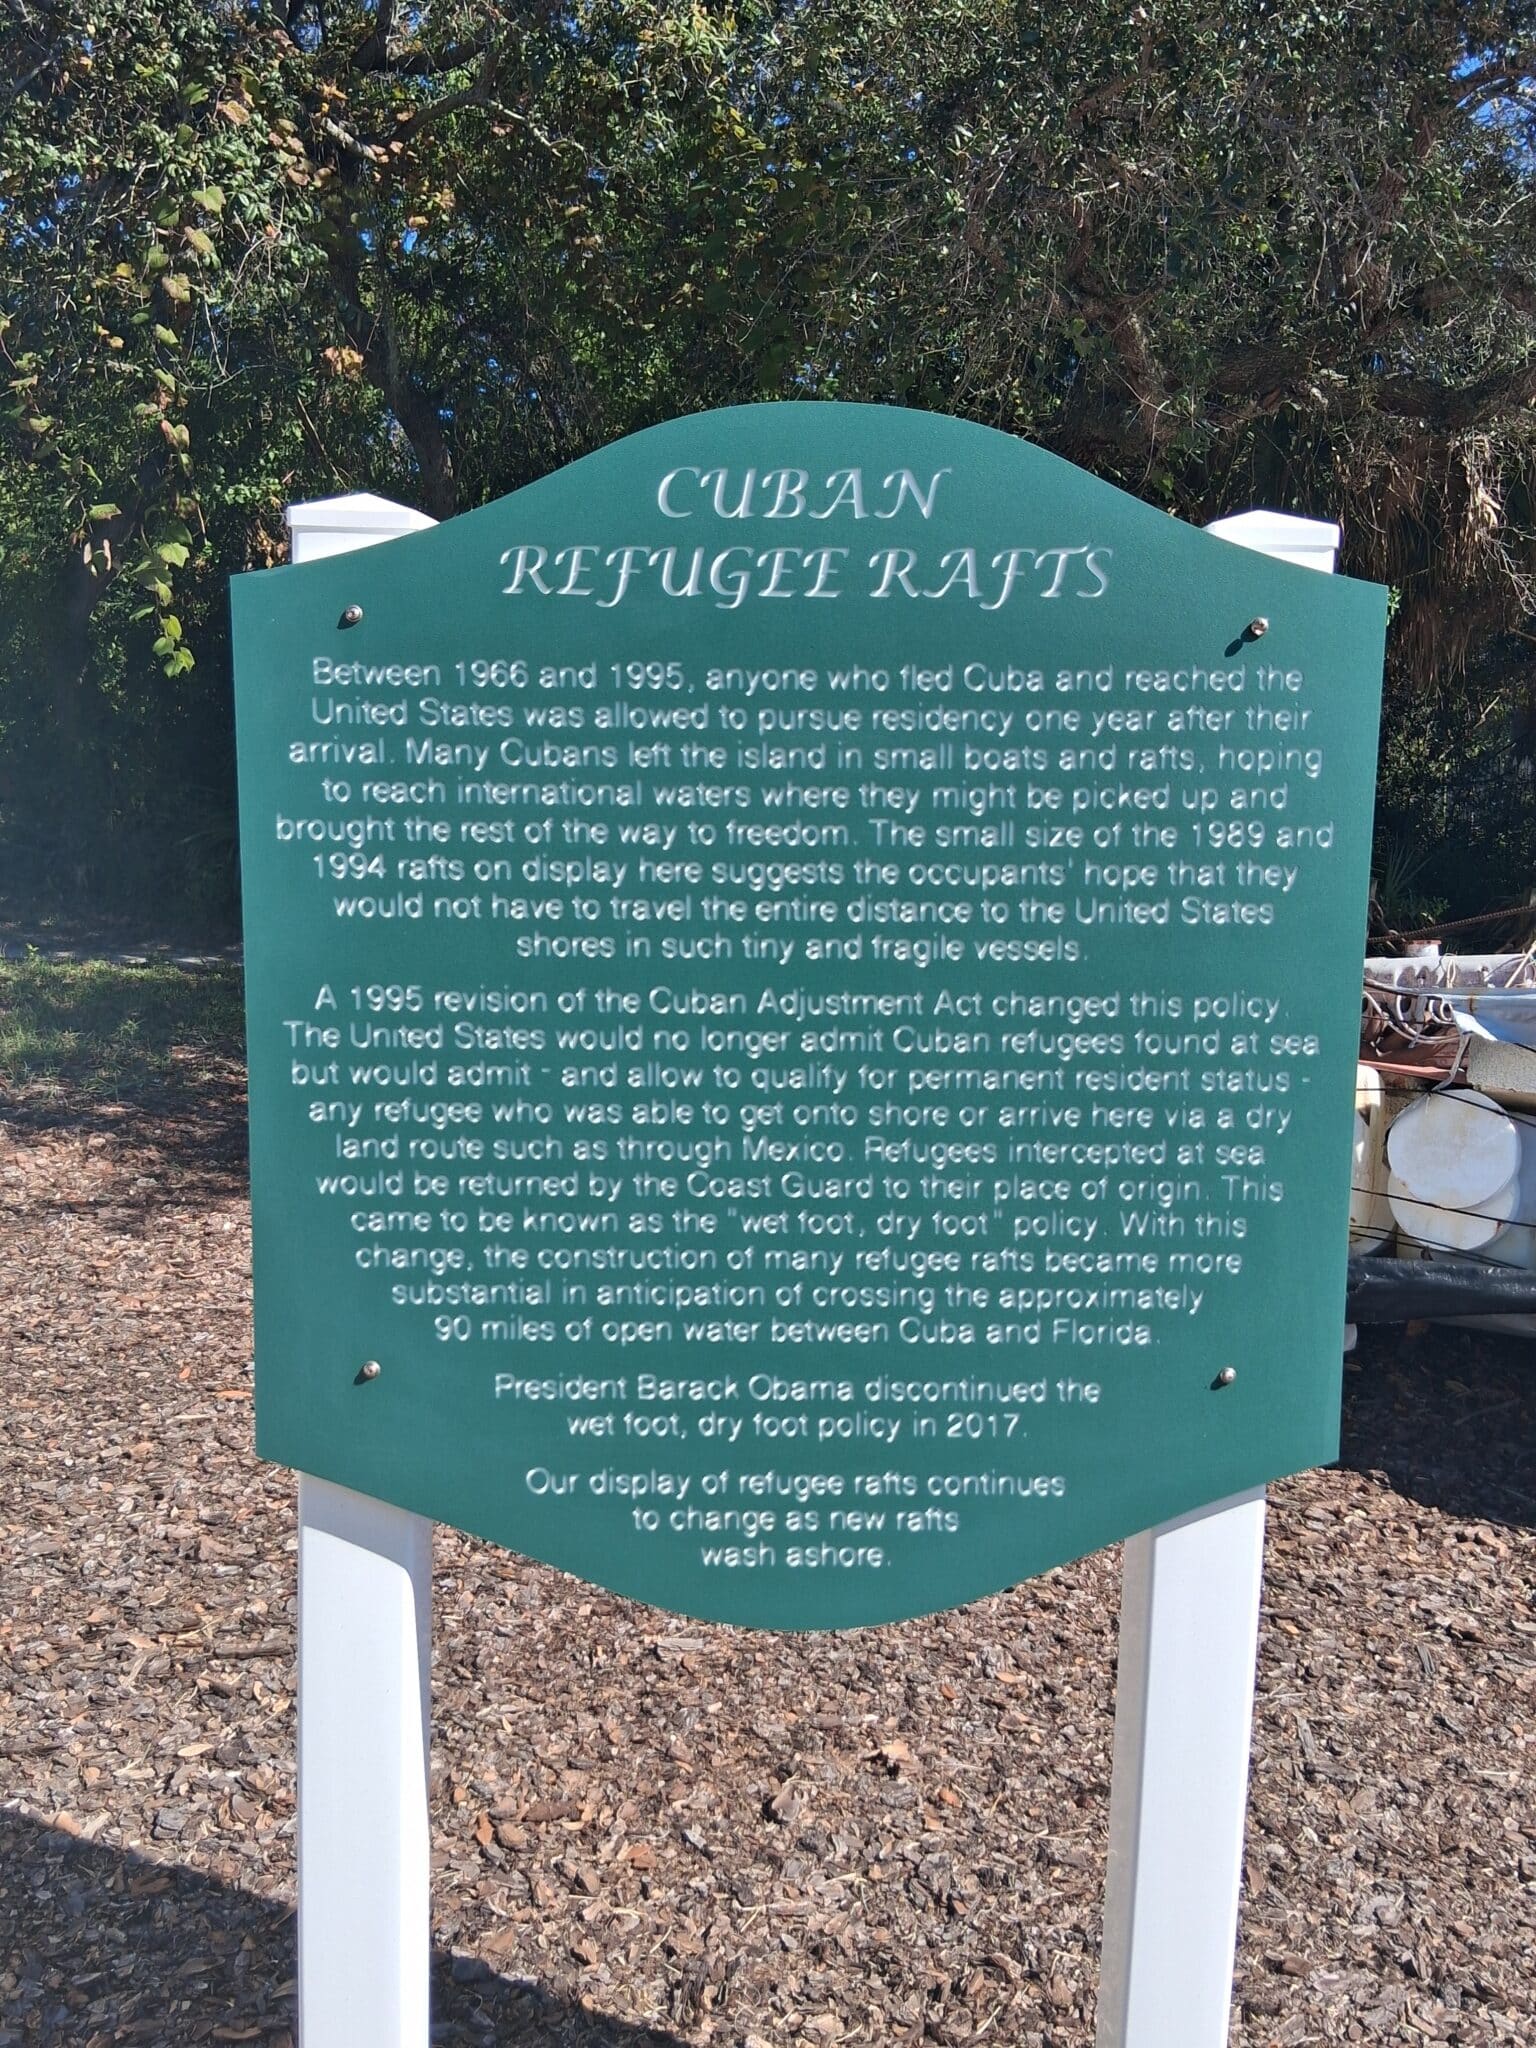 CUBAN
REFUGEE RAFTS
Between 1966 and 1995, anyone who fled Cuba and reached the
United States was allowed to pursue residency one year after their
arrival. Many Cubans left the island in small boats and rafts, hoping
to reach international waters where they might be picked up and
brought the rest of the way to freedom. The small size of the 1989 and
1994 rafts on display here suggests the occupants' hope that they
would not have to travel the entire distance to the United States
shores in such tiny and fragile vessels.
A 1995 revision of the Cuban Adjustment Act changed this policy.
The United States would no longer admit Cuban refugees found at sea
but would admit - and allow to qualify for permanent resident status -
any refugee who was able to get onto shore or arrive here via a dry
land route such as through Mexico. Refugees intercepted at sea
would be returned by the Coast Guard to their place of origin. This
came to be known as the "wet foot, dry foot" policy. With this
change, the construction of many refugee rafts became more
substantial in anticipation of crossing the approximately
90 miles of open water between Cuba and Florida.
President Barack Obama discontinued the
wet foot, dry foot policy in 2017.
Our display of refugee rafts continues
to change as new rafts
wash ashore.